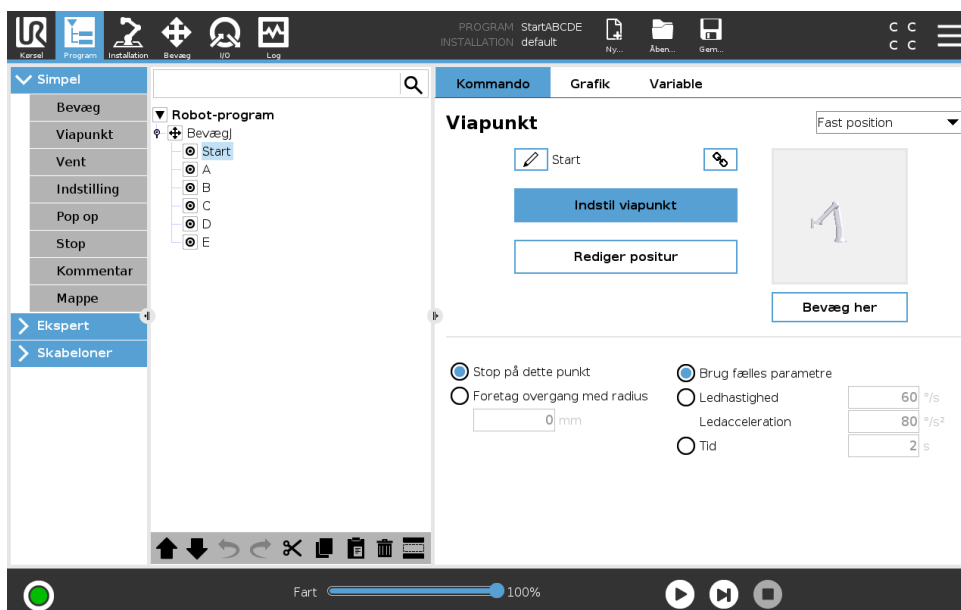 UR
Kørsel
Program
Installation
Bevæg
I/O
Log
PROGRAM StartABCDE
INSTALLATION default
Ny...
Åben...
Gem...
C C
C C
Simpel
Bevæg
Viapunkt
Vent
Indstilling
Pop op
Stop
Kommentar
Mappe
Ekspert
Skabeloner
Robot-program
BevægJ
Start
A
B
C
D
E
Kommando
Grafik
Variable
Viapunkt
Fast position
Start
Indstil viapunkt
Rediger positur
Bevæg her
Stop på dette punkt
Foretag overgang med radius
0 mm
Brug fælles parametre
Ledhastighed 60 °/s
Ledacceleration 80 °/s²
Tid 2 s
Fart 100%